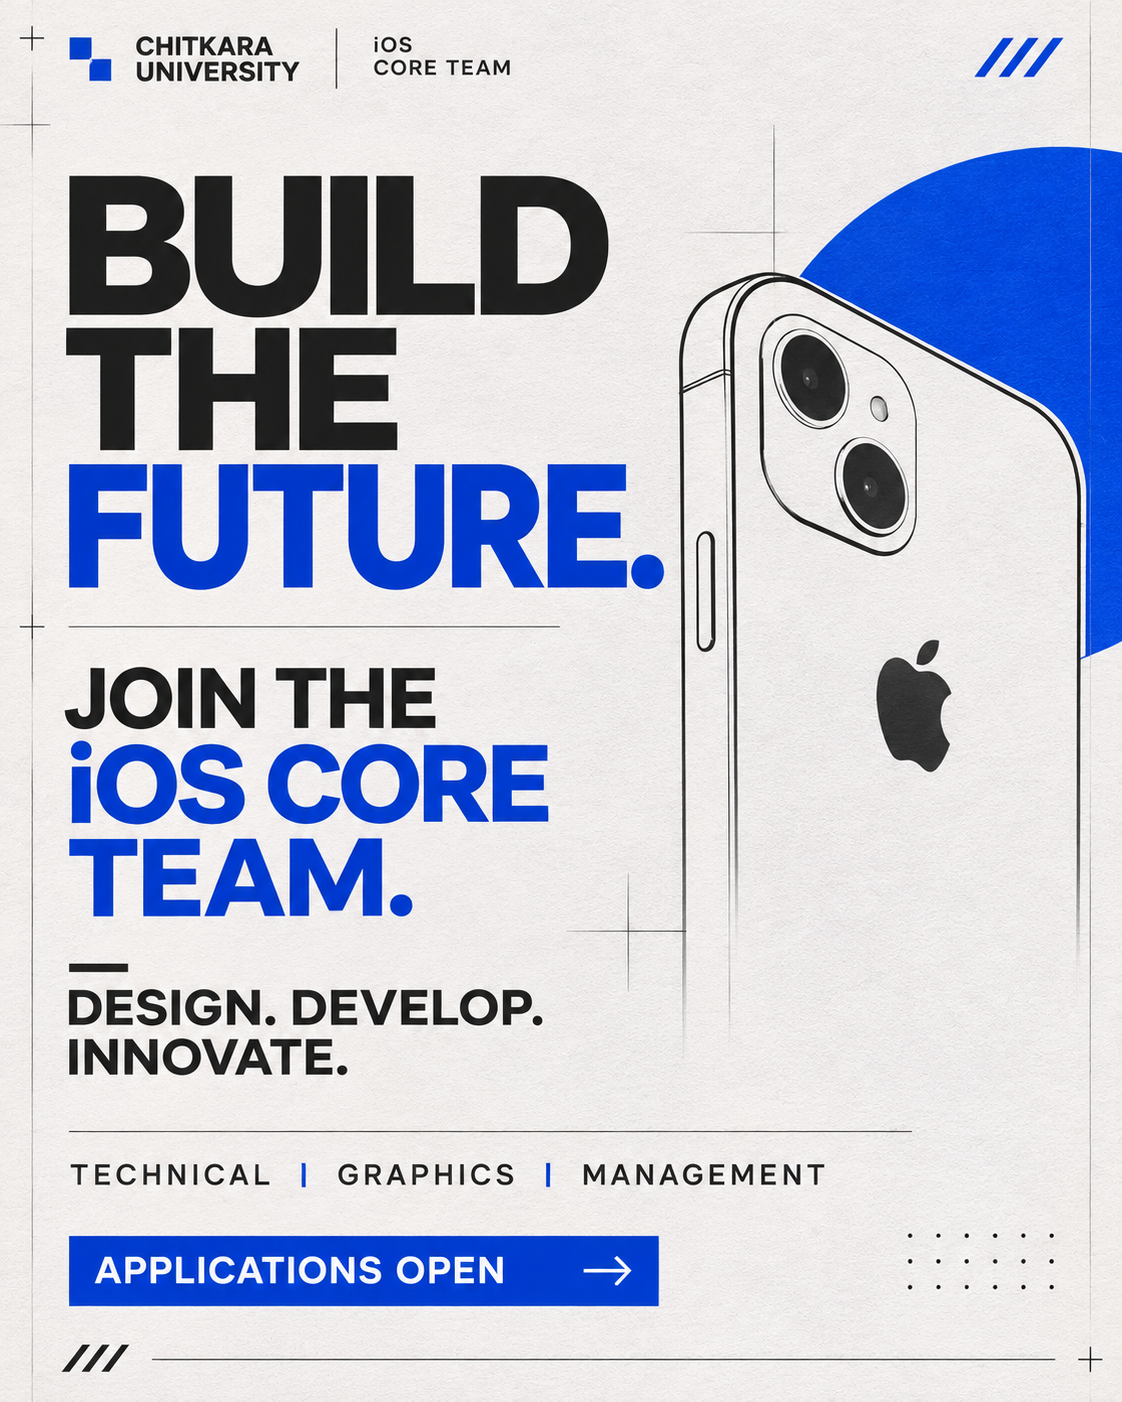 CHITKARA
UNIVERSITY
iOS
CORE TEAM
BUILD
THE
FUTURE.
JOIN THE
iOS CORE
TEAM.
DESIGN. DEVELOP.
INNOVATE.
TECHNICAL | GRAPHICS | MANAGEMENT
APPLICATIONS OPEN →